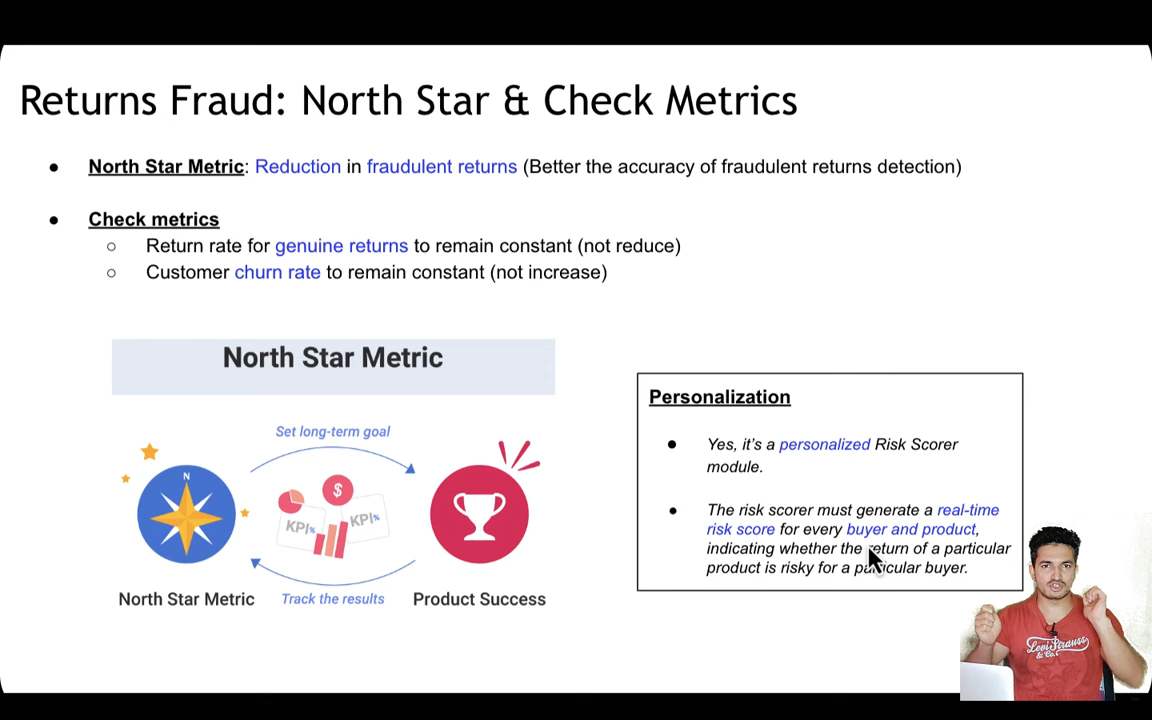 Returns Fraud: North Star & Check Metrics
● North Star Metric: Reduction in fraudulent returns (Better the accuracy of fraudulent returns detection)
● Check metrics
○ Return rate for genuine returns to remain constant (not reduce)
○ Customer churn rate to remain constant (not increase)
North Star Metric
Set long-term goal
N
$
KPI%
KPI%
North Star Metric
Track the results
Product Success
Personalization
● Yes, it's a personalized Risk Scorer
module.
● The risk scorer must generate a real-time
risk score for every buyer and product,
indicating whether the return of a particular
product is risky for a particular buyer.
Levi Strauss
& Co.